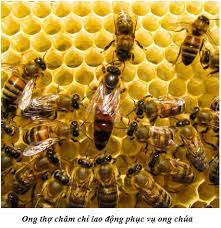 Ong thợ chăm chỉ lao động phục vụ ong chúa